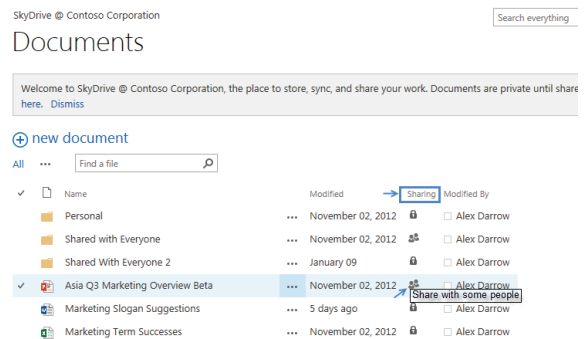 SkyDrive @ Contoso Corporation
Search everything
Documents
Welcome to SkyDrive @ Contoso Corporation, the place to store, sync, and share your work. Documents are private until share
here. Dismiss
new document
All ... Find a file
Name Modified Sharing Modified By
Personal ... November 02, 2012 Alex Darrow
Shared with Everyone ... November 02, 2012 Alex Darrow
Shared With Everyone 2 ... January 09 Alex Darrow
Asia Q3 Marketing Overview Beta ... November 02, 2012 Alex Darrow
Share with some people
Marketing Slogan Suggestions ... 5 days ago Alex Darrow
Marketing Term Successes ... November 02, 2012 Alex Darrow